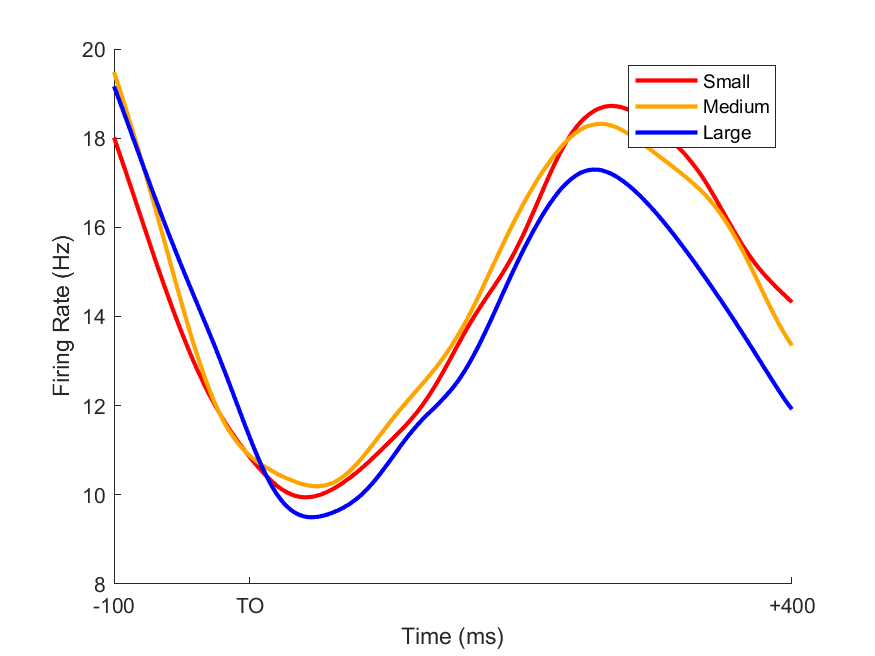 20
18
16
14
12
10
8
Firing Rate (Hz)
Small
Medium
Large
-100
TO
+400
Time (ms)